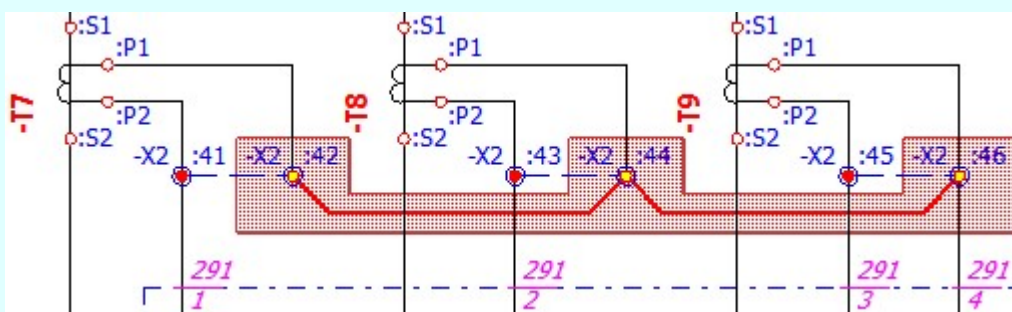 :S1 :S1 :S1
:P1 :P1 :P1
-T7 -T8 -T9
:P2 :P2 :P2
:S2 :S2 :S2
-X2 :41 -X2 :42 -X2 :43 -X2 :44 -X2 :45 -X2 :46
291 291 291 291
1 2 3 4